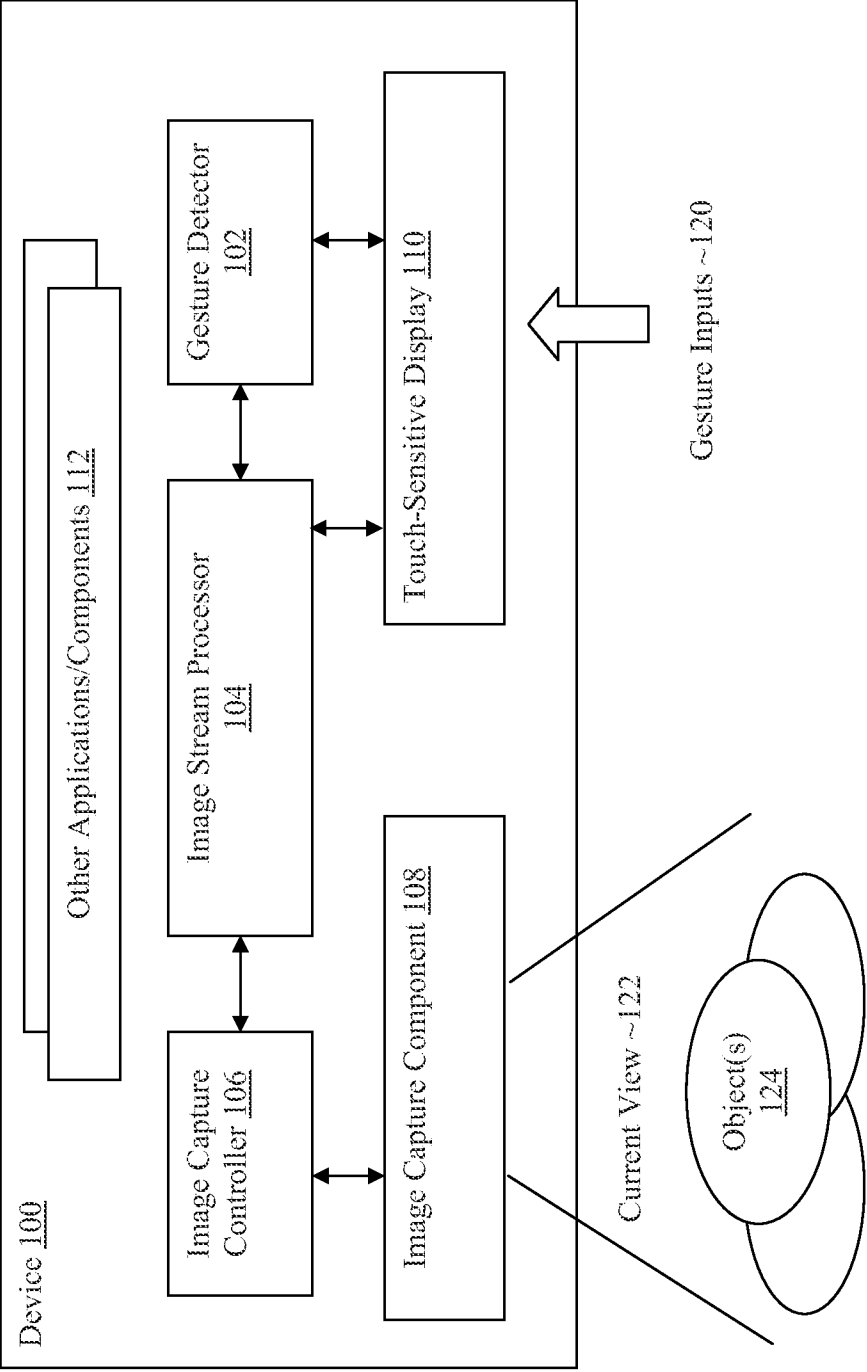 Device 100
Other Applications/Components 112
Image Capture
Controller 106
Image Stream Processor
104
Gesture Detector
102
Image Capture Component 108
Touch-Sensitive Display 110
Current View ~122
Gesture Inputs ~120
Object(s)
124